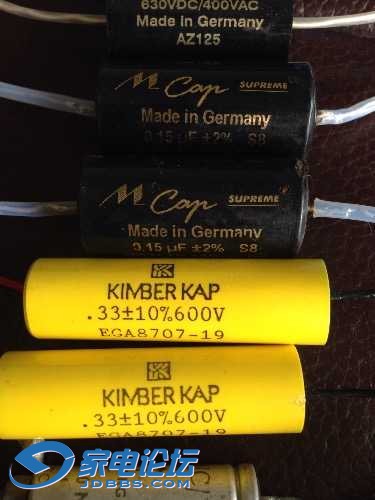 630VDC/400VAC
Made in Germany
AZ125
M Cap SUPREME
Made in Germany
0.15 µF ±2% S8
M Cap SUPREME
Made in Germany
0.15 µF ±2% S8
KIMBER KAP
.33±10%600V
EGA8707-19
KIMBER KAP
.33±10%600V
EGA8707-19
家电论坛
JDBBS.COM